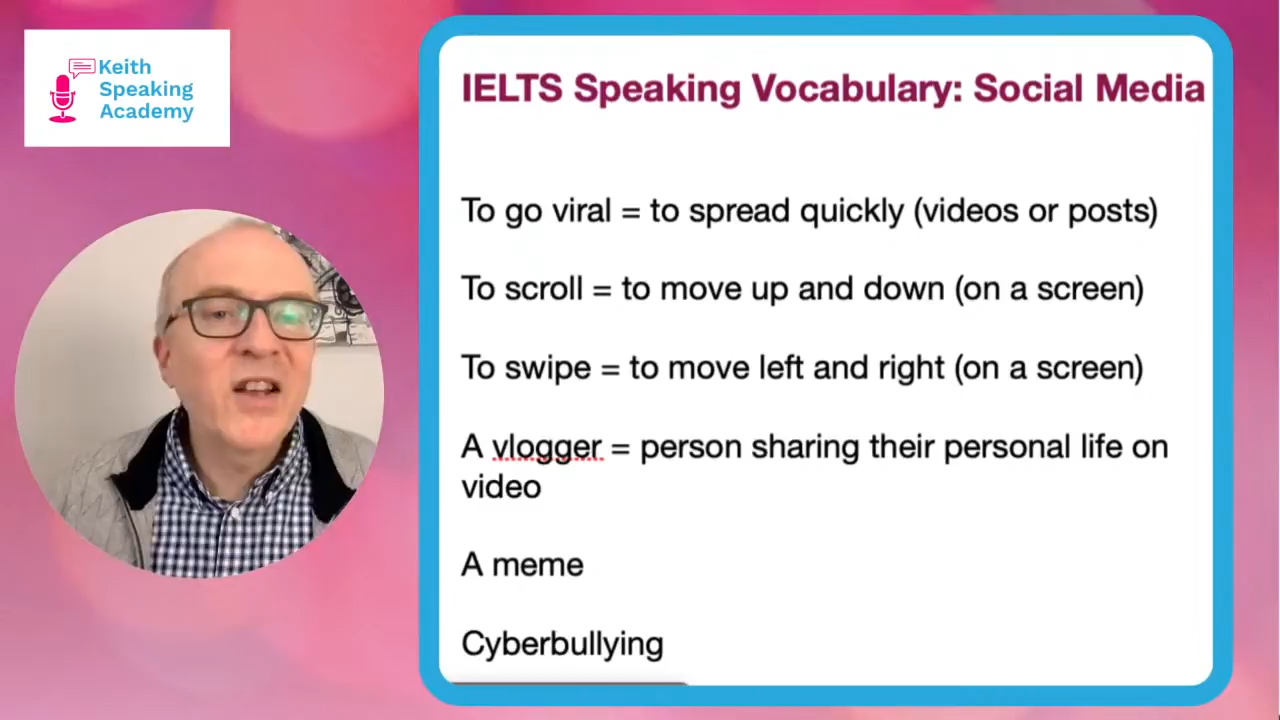 Keith
Speaking
Academy
IELTS Speaking Vocabulary: Social Media
To go viral = to spread quickly (videos or posts)
To scroll = to move up and down (on a screen)
To swipe = to move left and right (on a screen)
A vlogger = person sharing their personal life on
video
A meme
Cyberbullying